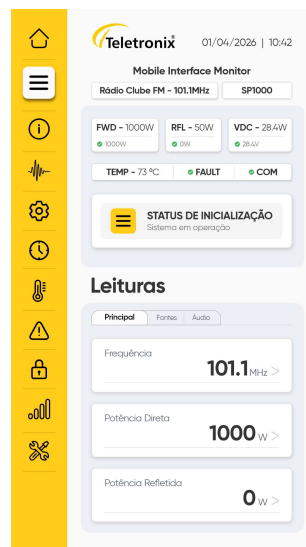 Teletronix
01/04/2026 | 10:42
Mobile Interface Monitor
Rádio Clube FM - 101.1MHz
SP1000
FWD - 1000W
RFL - 50W
VDC - 28.4W
1000W
0W
28.4V
TEMP - 73 ºC
FAULT
COM
STATUS DE INICIALIZAÇÃO
Sistema em operação
Leituras
Principal
Fontes
Áudio
Frequência
101.1 MHz >
Potência Direta
1000 W >
Potência Refletida
0 W >